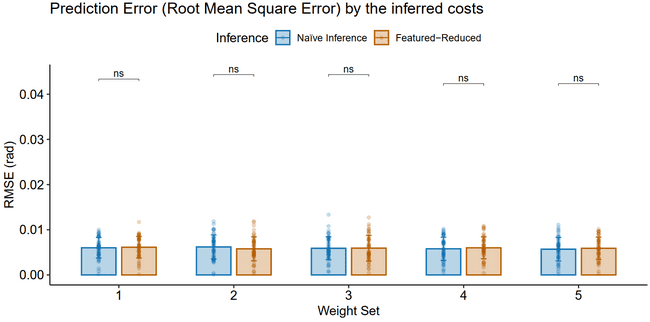 Prediction Error (Root Mean Square Error) by the inferred costs
Inference Naïve Inference Featured−Reduced
ns ns ns ns ns
0.04
0.03
0.02
0.01
0.00
RMSE (rad)
1 2 3 4 5
Weight Set